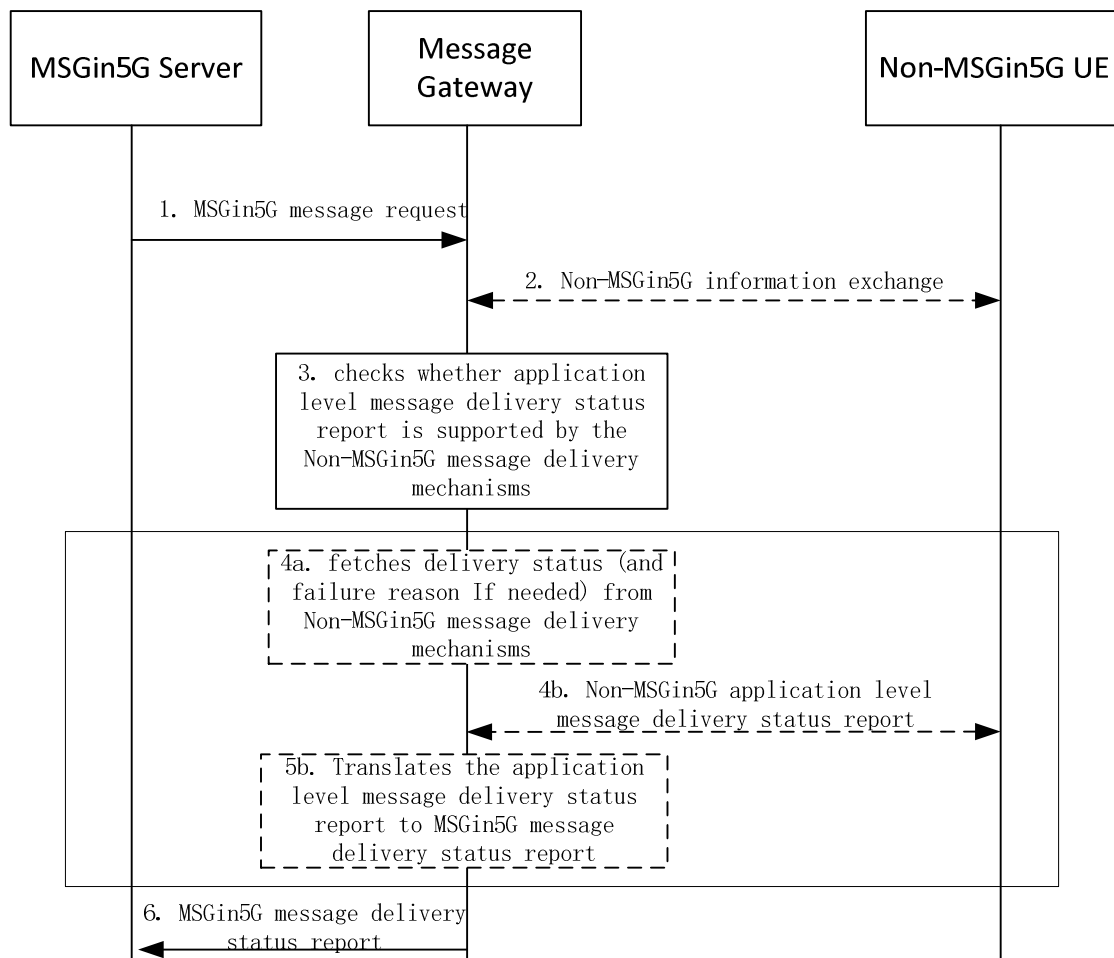 MSGin5G Server
Message
Gateway
Non-MSGin5G UE
1. MSGin5G message request
2. Non-MSGin5G information exchange
3. checks whether application
level message delivery status
report is supported by the
Non-MSGin5G message delivery
mechanisms
4a. fetches delivery status (and
failure reason If needed) from
Non-MSGin5G message delivery
mechanisms
4b. Non-MSGin5G application level
message delivery status report
5b. Translates the application
level message delivery status
report to MSGin5G message
delivery status report
6. MSGin5G message delivery
status report